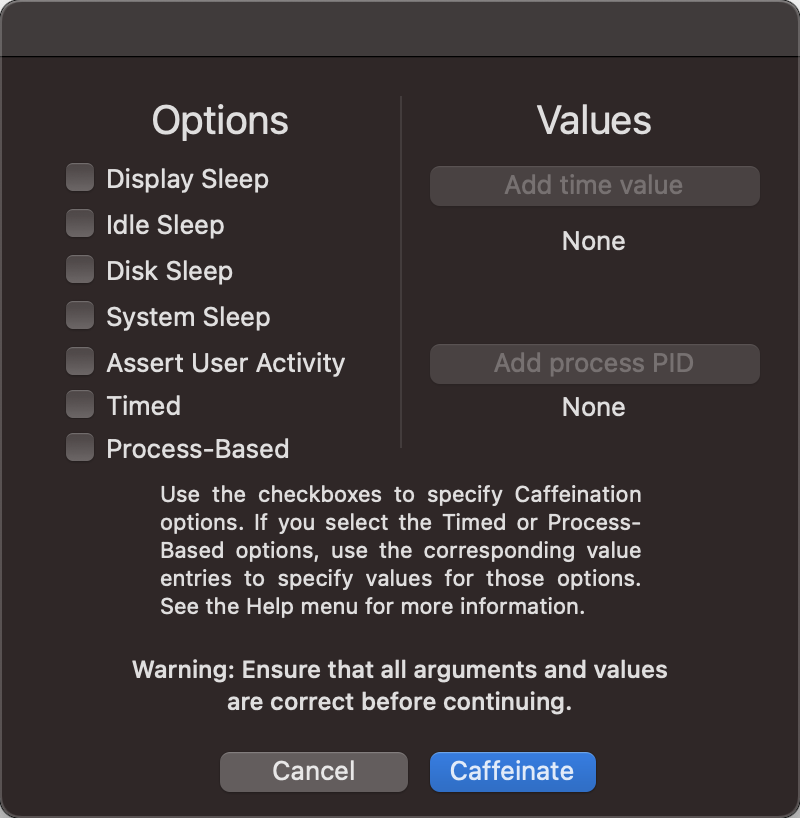 Options
Display Sleep
Idle Sleep
Disk Sleep
System Sleep
Assert User Activity
Timed
Process-Based
Values
Add time value
None
Add process PID
None
Use the checkboxes to specify Caffeination
options. If you select the Timed or Process-
Based options, use the corresponding value
entries to specify values for those options.
See the Help menu for more information.
Warning: Ensure that all arguments and values
are correct before continuing.
Cancel
Caffeinate